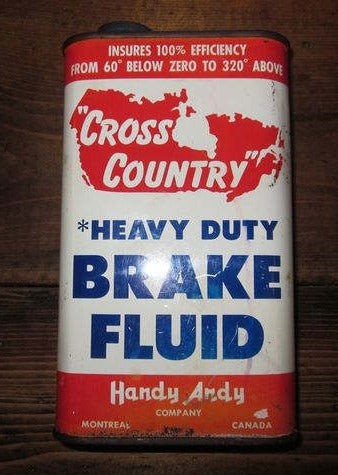 INSURES 100% EFFICIENCY
FROM 60° BELOW ZERO TO 320° ABOVE
"CROSS
COUNTRY"
*HEAVY DUTY
BRAKE
FLUID
Handy Andy
COMPANY
MONTREAL CANADA